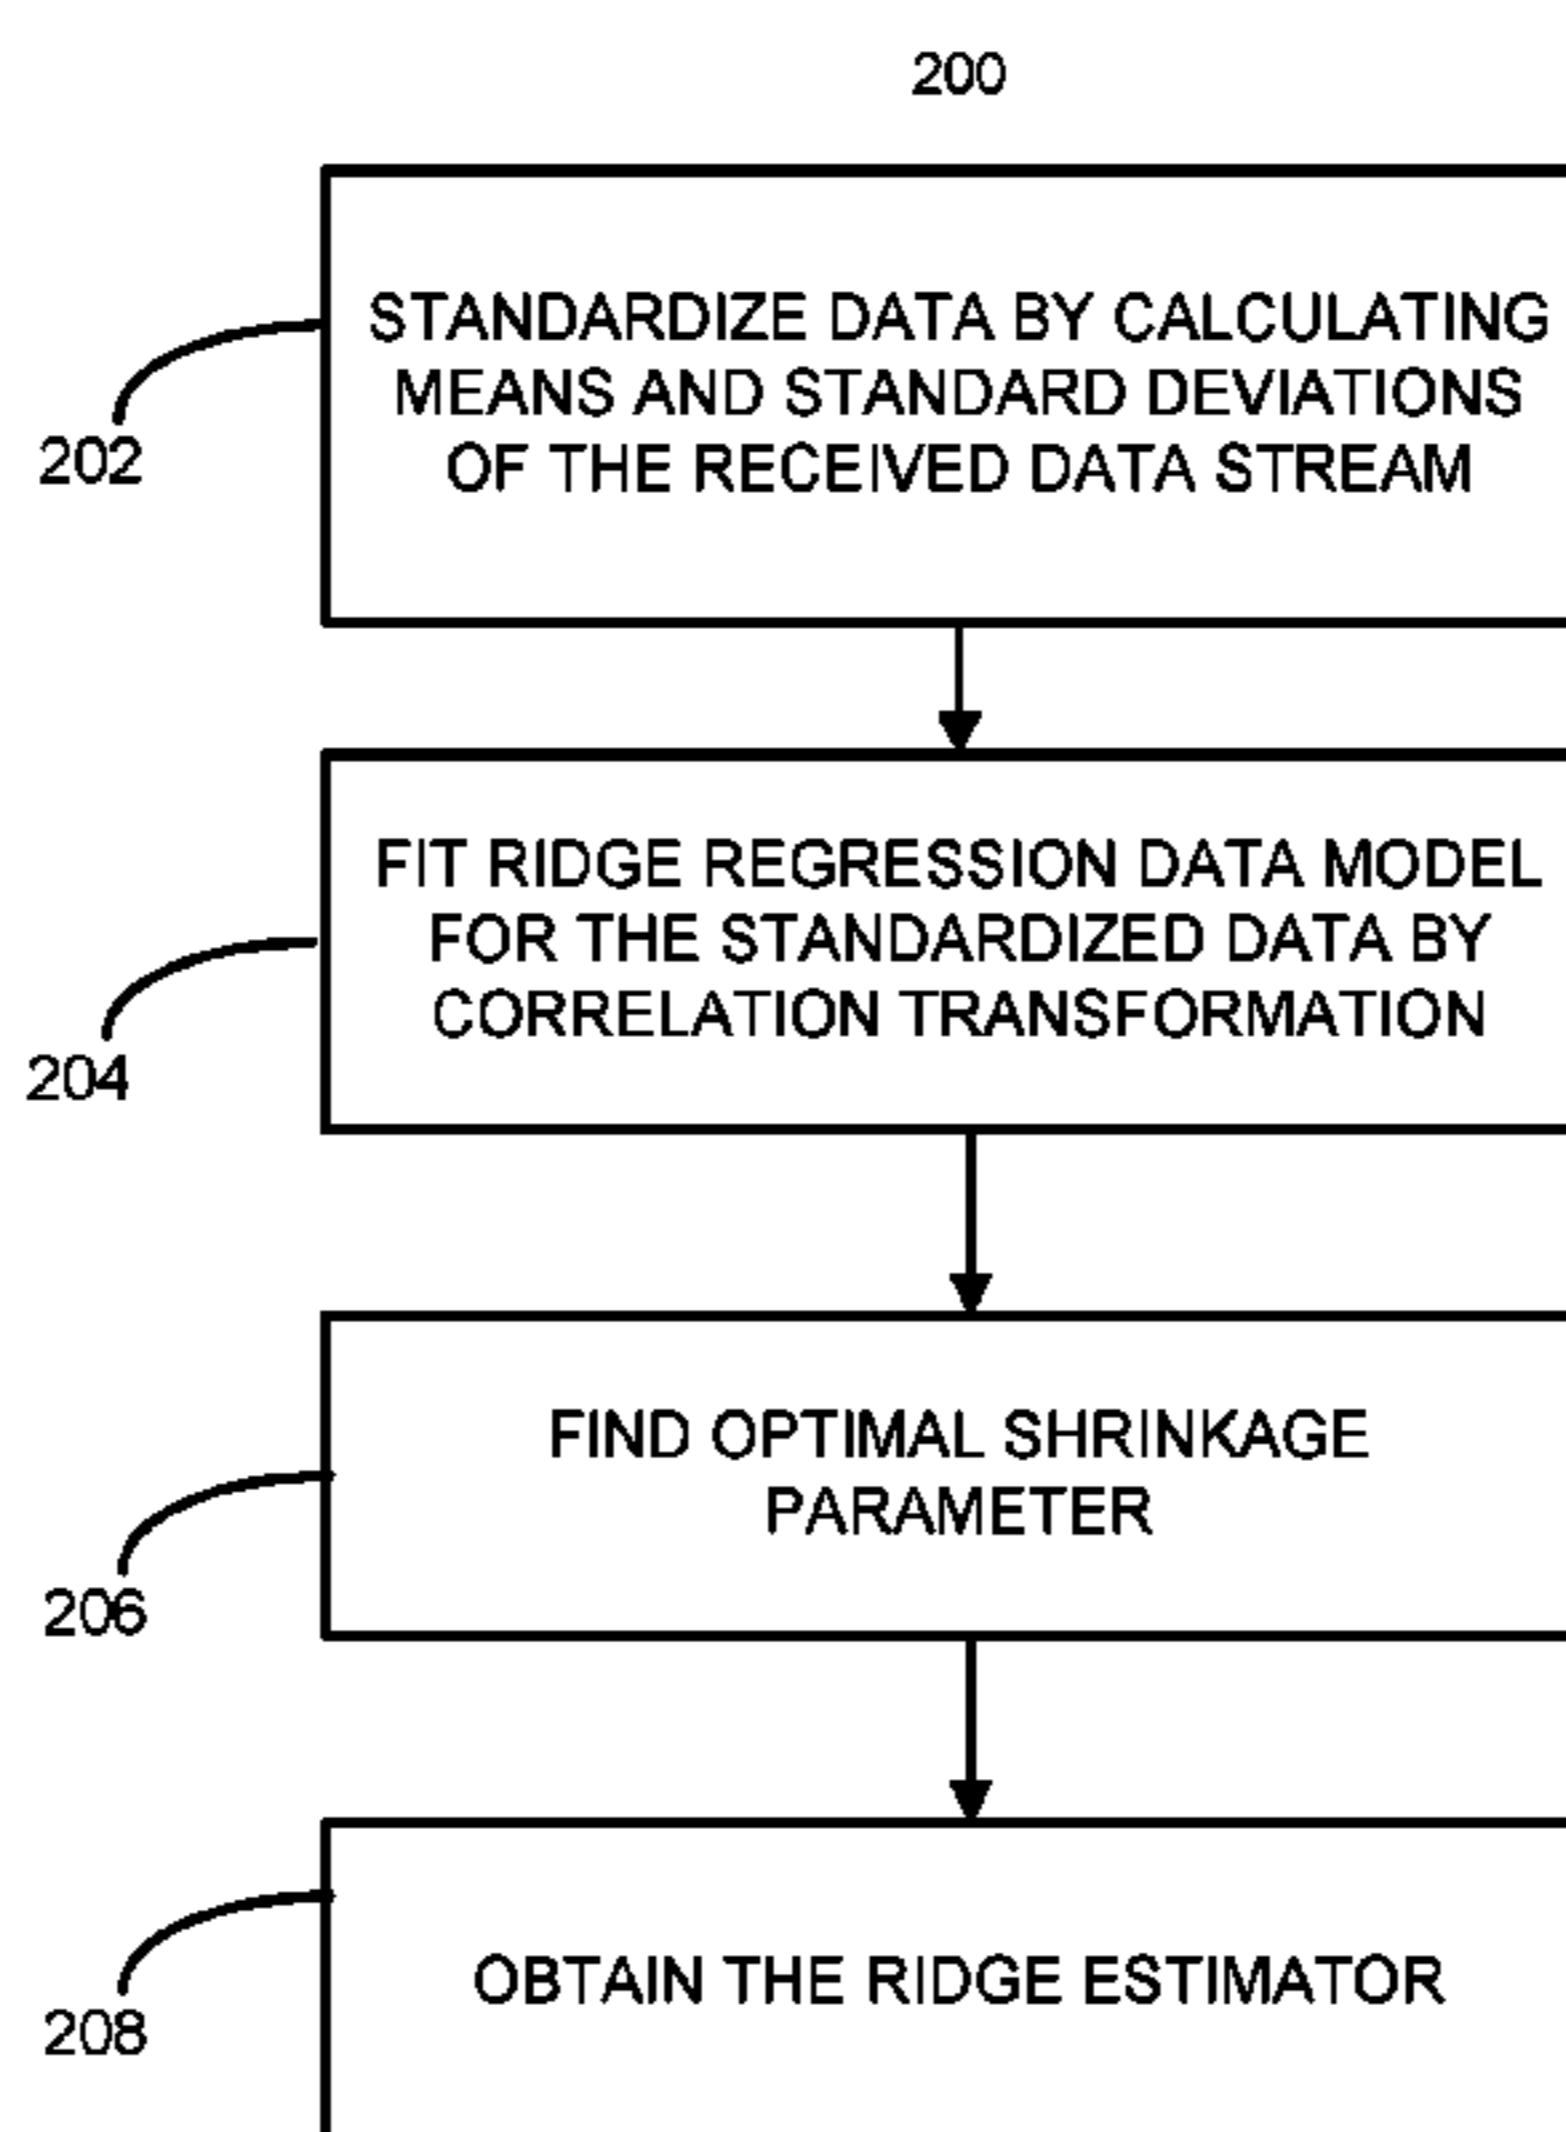 200
STANDARDIZE DATA BY CALCULATING
MEANS AND STANDARD DEVIATIONS
OF THE RECEIVED DATA STREAM
202
FIT RIDGE REGRESSION DATA MODEL
FOR THE STANDARDIZED DATA BY
CORRELATION TRANSFORMATION
204
FIND OPTIMAL SHRINKAGE
PARAMETER
206
OBTAIN THE RIDGE ESTIMATOR
208